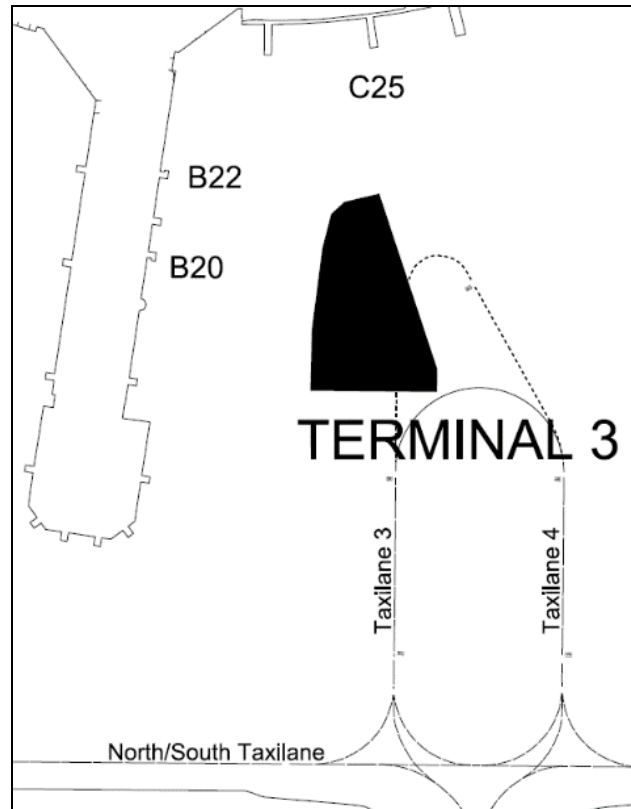 C25
B22
B20
TERMINAL 3
Taxilane 3
Taxilane 4
North/South Taxilane